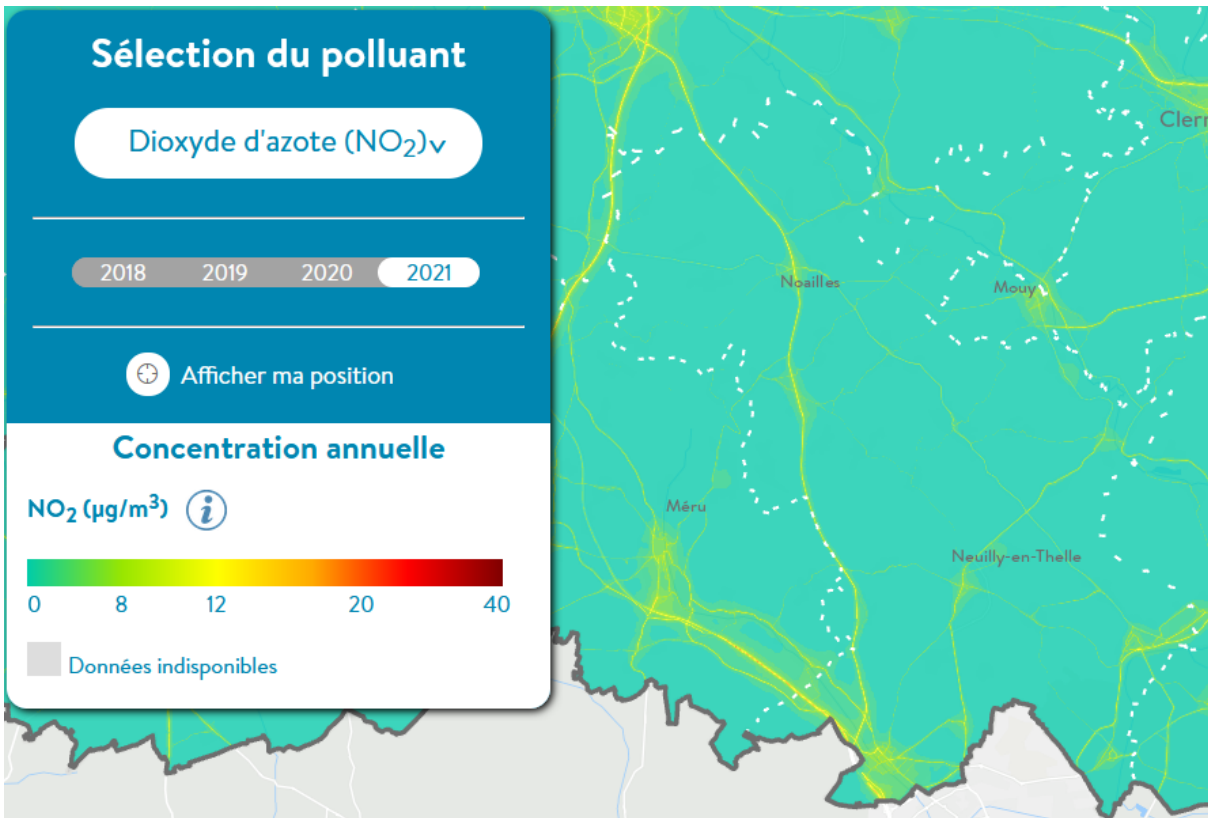 Sélection du polluant
Dioxyde d'azote (NO₂)
2018 2019 2020 2021
Afficher ma position
Concentration annuelle
NO₂ (µg/m³)
0 8 12 20 40
Données indisponibles
Clerm
Noailles
Mouy
Méru
Neuilly-en-Thelle